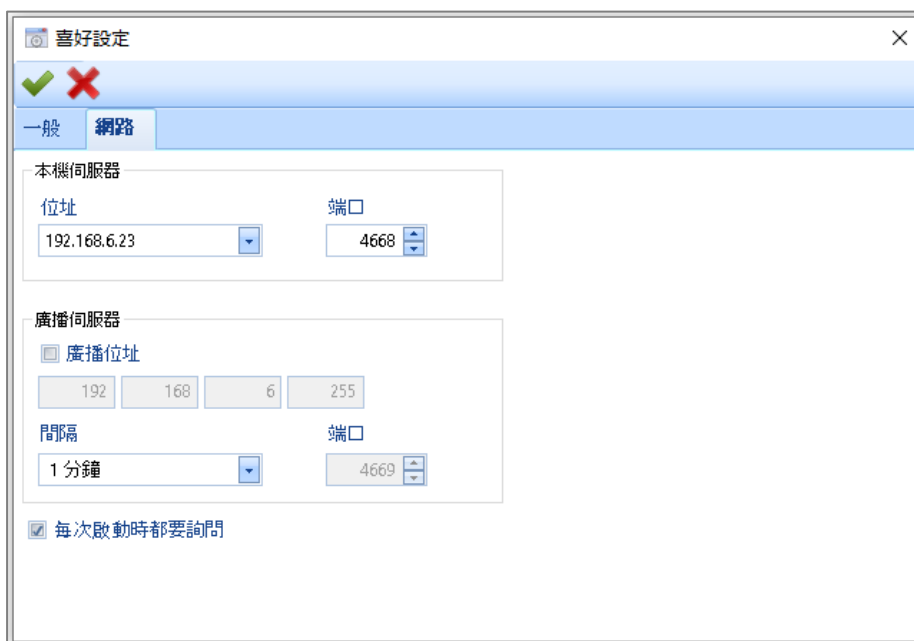 喜好設定
一般 網路
本機伺服器
位址 端口
192.168.6.23 4668
廣播伺服器
廣播位址
192 168 6 255
間隔 端口
1 分鐘 4669
每次啟動時都要詢問